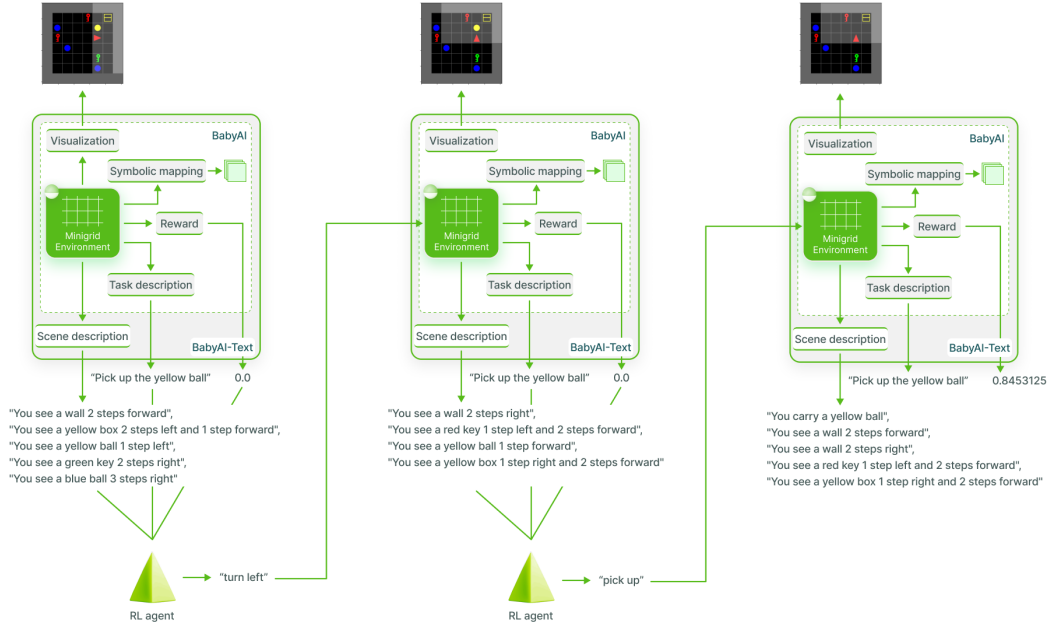 BabyAI
Visualization
Symbolic mapping
Minigrid
Environment
Reward
Task description
Scene description
BabyAI-Text
“Pick up the yellow ball”
0.0
"You see a wall 2 steps forward",
"You see a yellow box 2 steps left and 1 step forward",
"You see a yellow ball 1 step left",
"You see a green key 2 steps right",
"You see a blue ball 3 steps right"
RL agent
“turn left”
BabyAI
Visualization
Symbolic mapping
Minigrid
Environment
Reward
Task description
Scene description
BabyAI-Text
“Pick up the yellow ball”
0.0
"You see a wall 2 steps right",
"You see a red key 1 step left and 2 steps forward",
"You see a yellow ball 1 step forward",
"You see a yellow box 1 step right and 2 steps forward"
RL agent
“pick up”
BabyAI
Visualization
Symbolic mapping
Minigrid
Environment
Reward
Task description
Scene description
BabyAI-Text
“Pick up the yellow ball”
0.8453125
"You carry a yellow ball",
"You see a wall 2 steps forward",
"You see a wall 2 steps right",
"You see a red key 1 step left and 2 steps forward",
"You see a yellow box 1 step right and 2 steps forward"